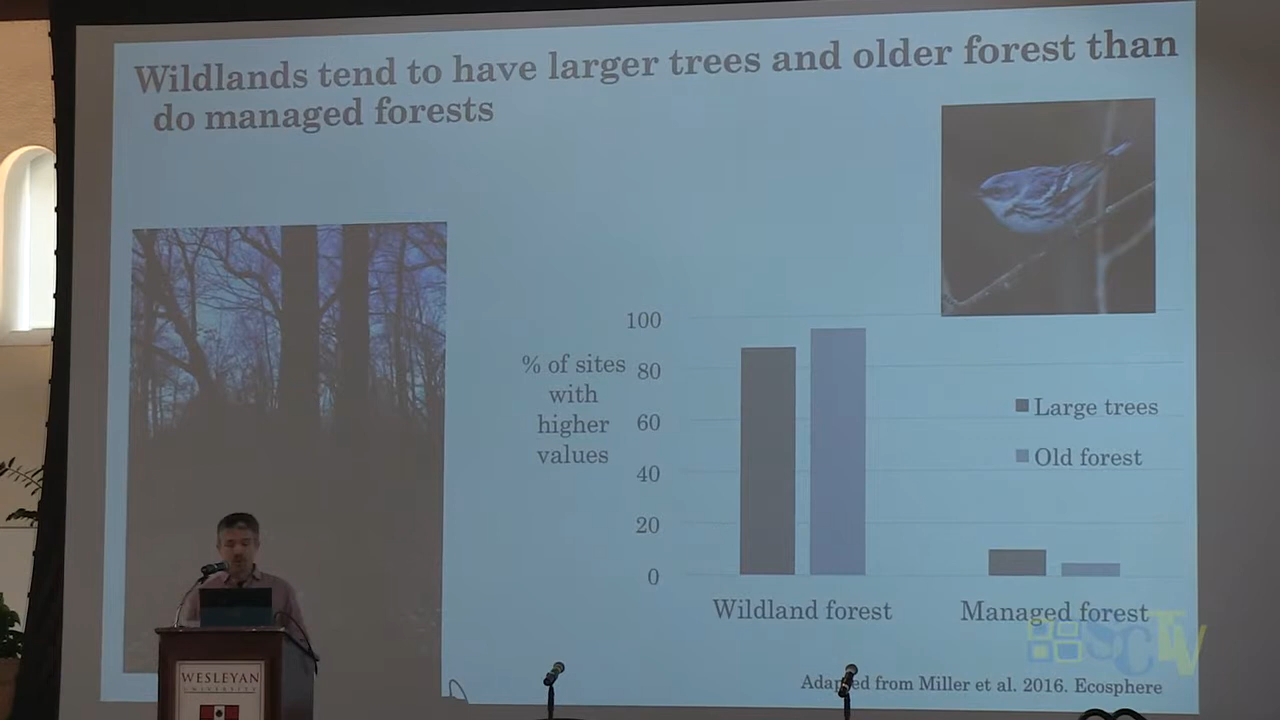 Wildlands tend to have larger trees and older forest than
do managed forests
100
% of sites
with
higher
values
80
60
40
20
0
Large trees
Old forest
Wildland forest
Managed forest
Adapted from Miller et al. 2016. Ecosphere
SCTV
WESLEYAN
UNIVERSITY